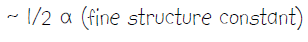 ~ 1/2 α (fine structure constant)